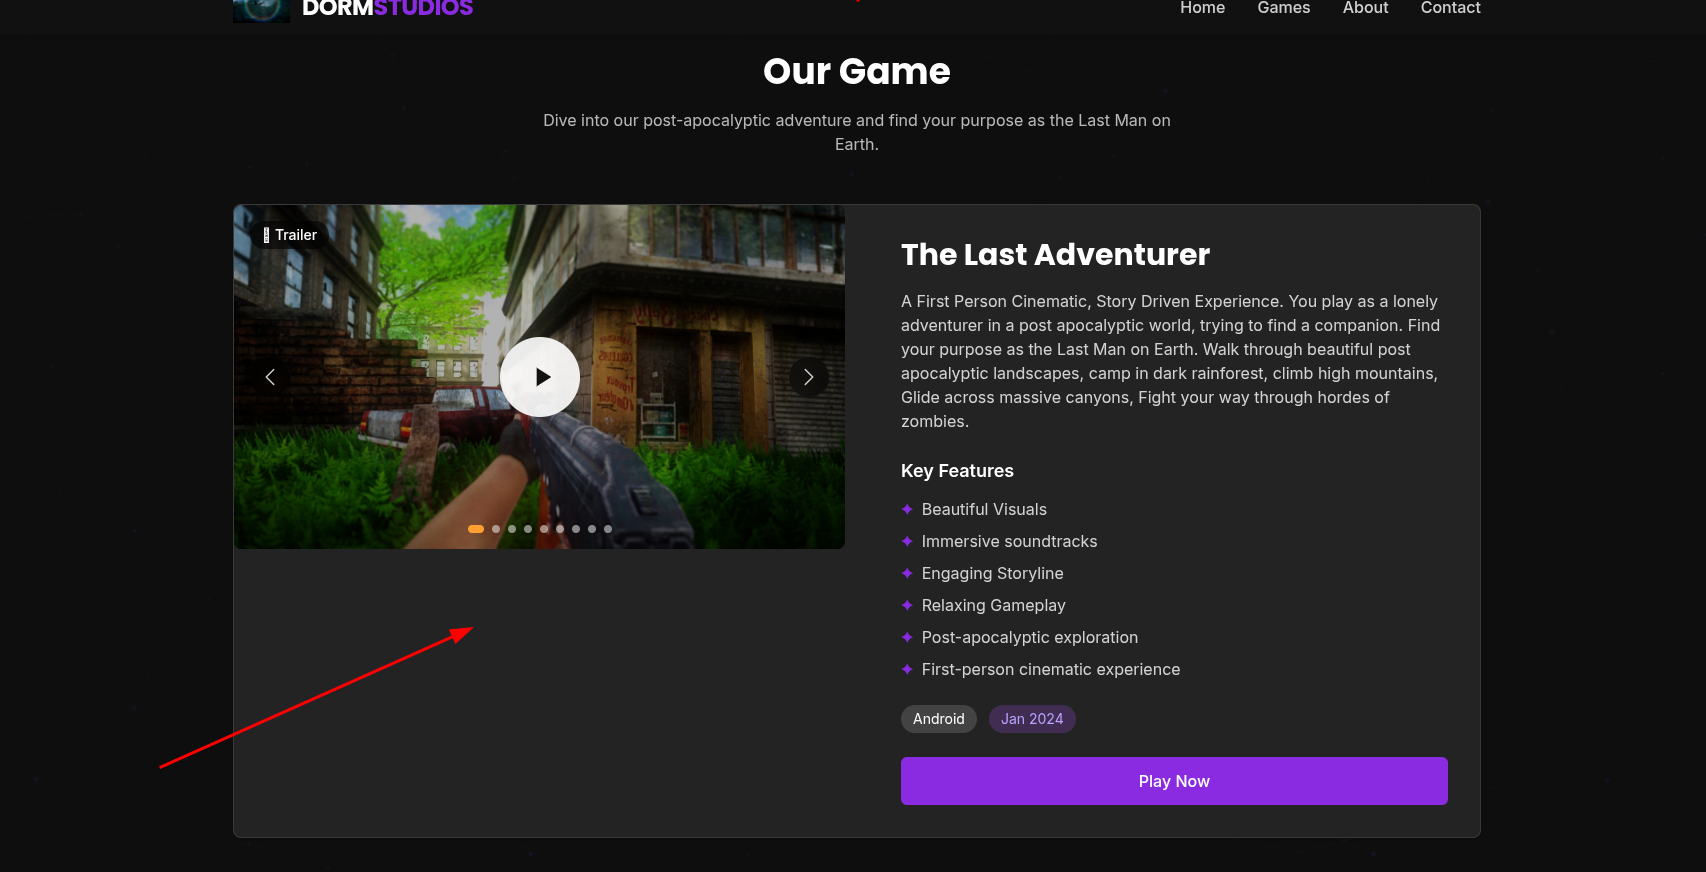 DORMSTUDIOS
Home
Games
About
Contact
Our Game
Dive into our post-apocalyptic adventure and find your purpose as the Last Man on
Earth.
Trailer
The Last Adventurer
A First Person Cinematic, Story Driven Experience. You play as a lonely
adventurer in a post apocalyptic world, trying to find a companion. Find
your purpose as the Last Man on Earth. Walk through beautiful post
apocalyptic landscapes, camp in dark rainforest, climb high mountains,
Glide across massive canyons, Fight your way through hordes of
zombies.
Key Features
Beautiful Visuals
Immersive soundtracks
Engaging Storyline
Relaxing Gameplay
Post-apocalyptic exploration
First-person cinematic experience
Android
Jan 2024
Play Now